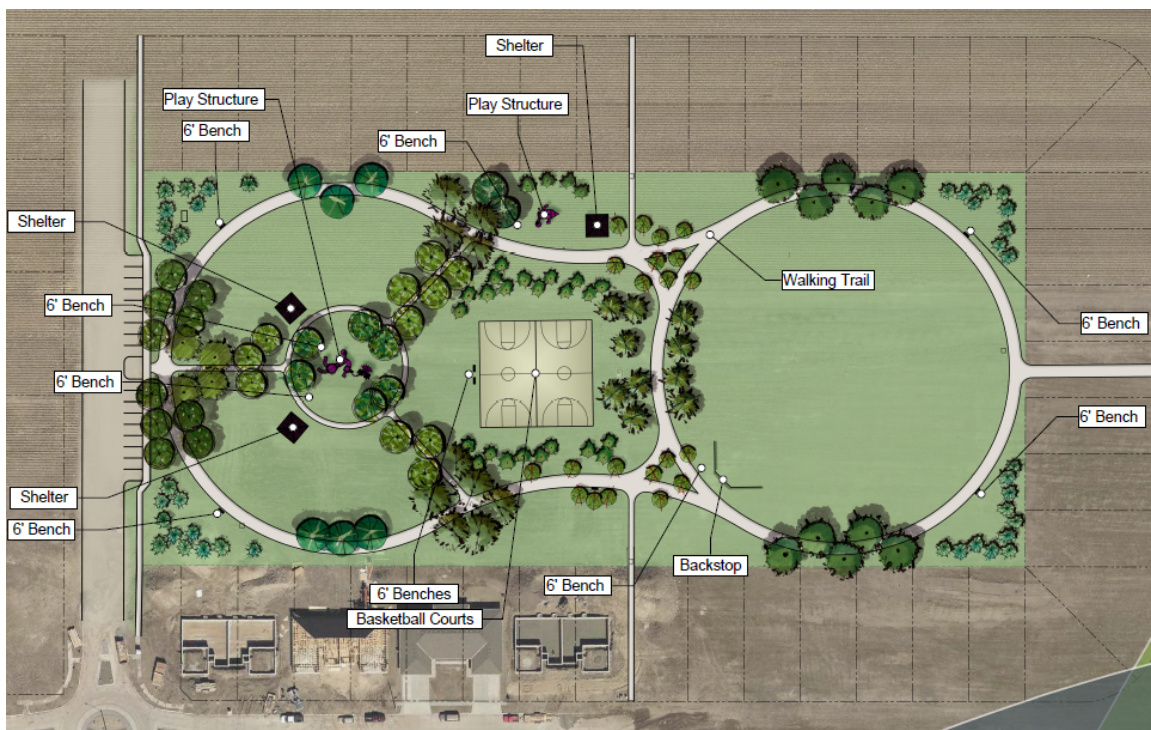 Shelter
Play Structure
Play Structure
6' Bench
6' Bench
Shelter
Walking Trail
6' Bench
6' Bench
6' Bench
6' Bench
Shelter
6' Bench
Backstop
6' Bench
6' Benches
Basketball Courts